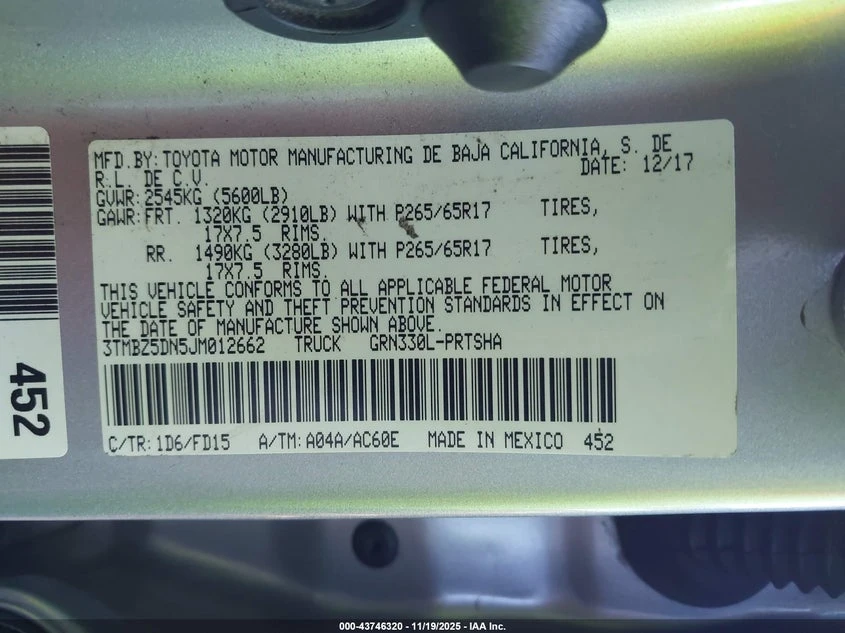 MFD.BY: TOYOTA MOTOR MANUFACTURING DE BAJA CALIFORNIA, S. DE
R.L. DE C.V. DATE: 12/17
GVWR: 2545KG (5600LB)
GAWR: FRT. 1320KG (2910LB) WITH P265/65R17 TIRES,
17X7.5 RIMS.
RR. 1490KG (3280LB) WITH P265/65R17 TIRES,
17X7.5 RIMS.
THIS VEHICLE CONFORMS TO ALL APPLICABLE FEDERAL MOTOR
VEHICLE SAFETY AND THEFT PREVENTION STANDARDS IN EFFECT ON
THE DATE OF MANUFACTURE SHOWN ABOVE.
3TMBZ5DN5JM012662 TRUCK GRN330L-PRTSHA
C/TR: 1D6/FD15 A/TM: A04A/AC60E MADE IN MEXICO 452
452
000-43746320 - 11/19/2025 - IAA Inc.